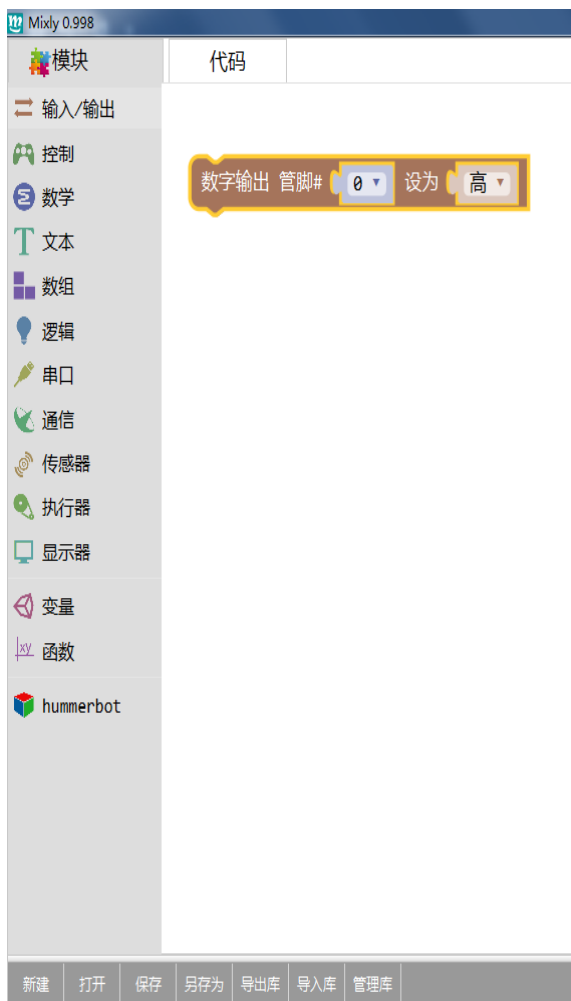 Mixly 0.998
模块
代码
输入/输出
控制
数学
文本
数组
逻辑
串口
通信
传感器
执行器
显示器
变量
函数
hummerbot
数字输出 管脚# 0 设为 高
新建 打开 保存 另存为 导出库 导入库 管理库